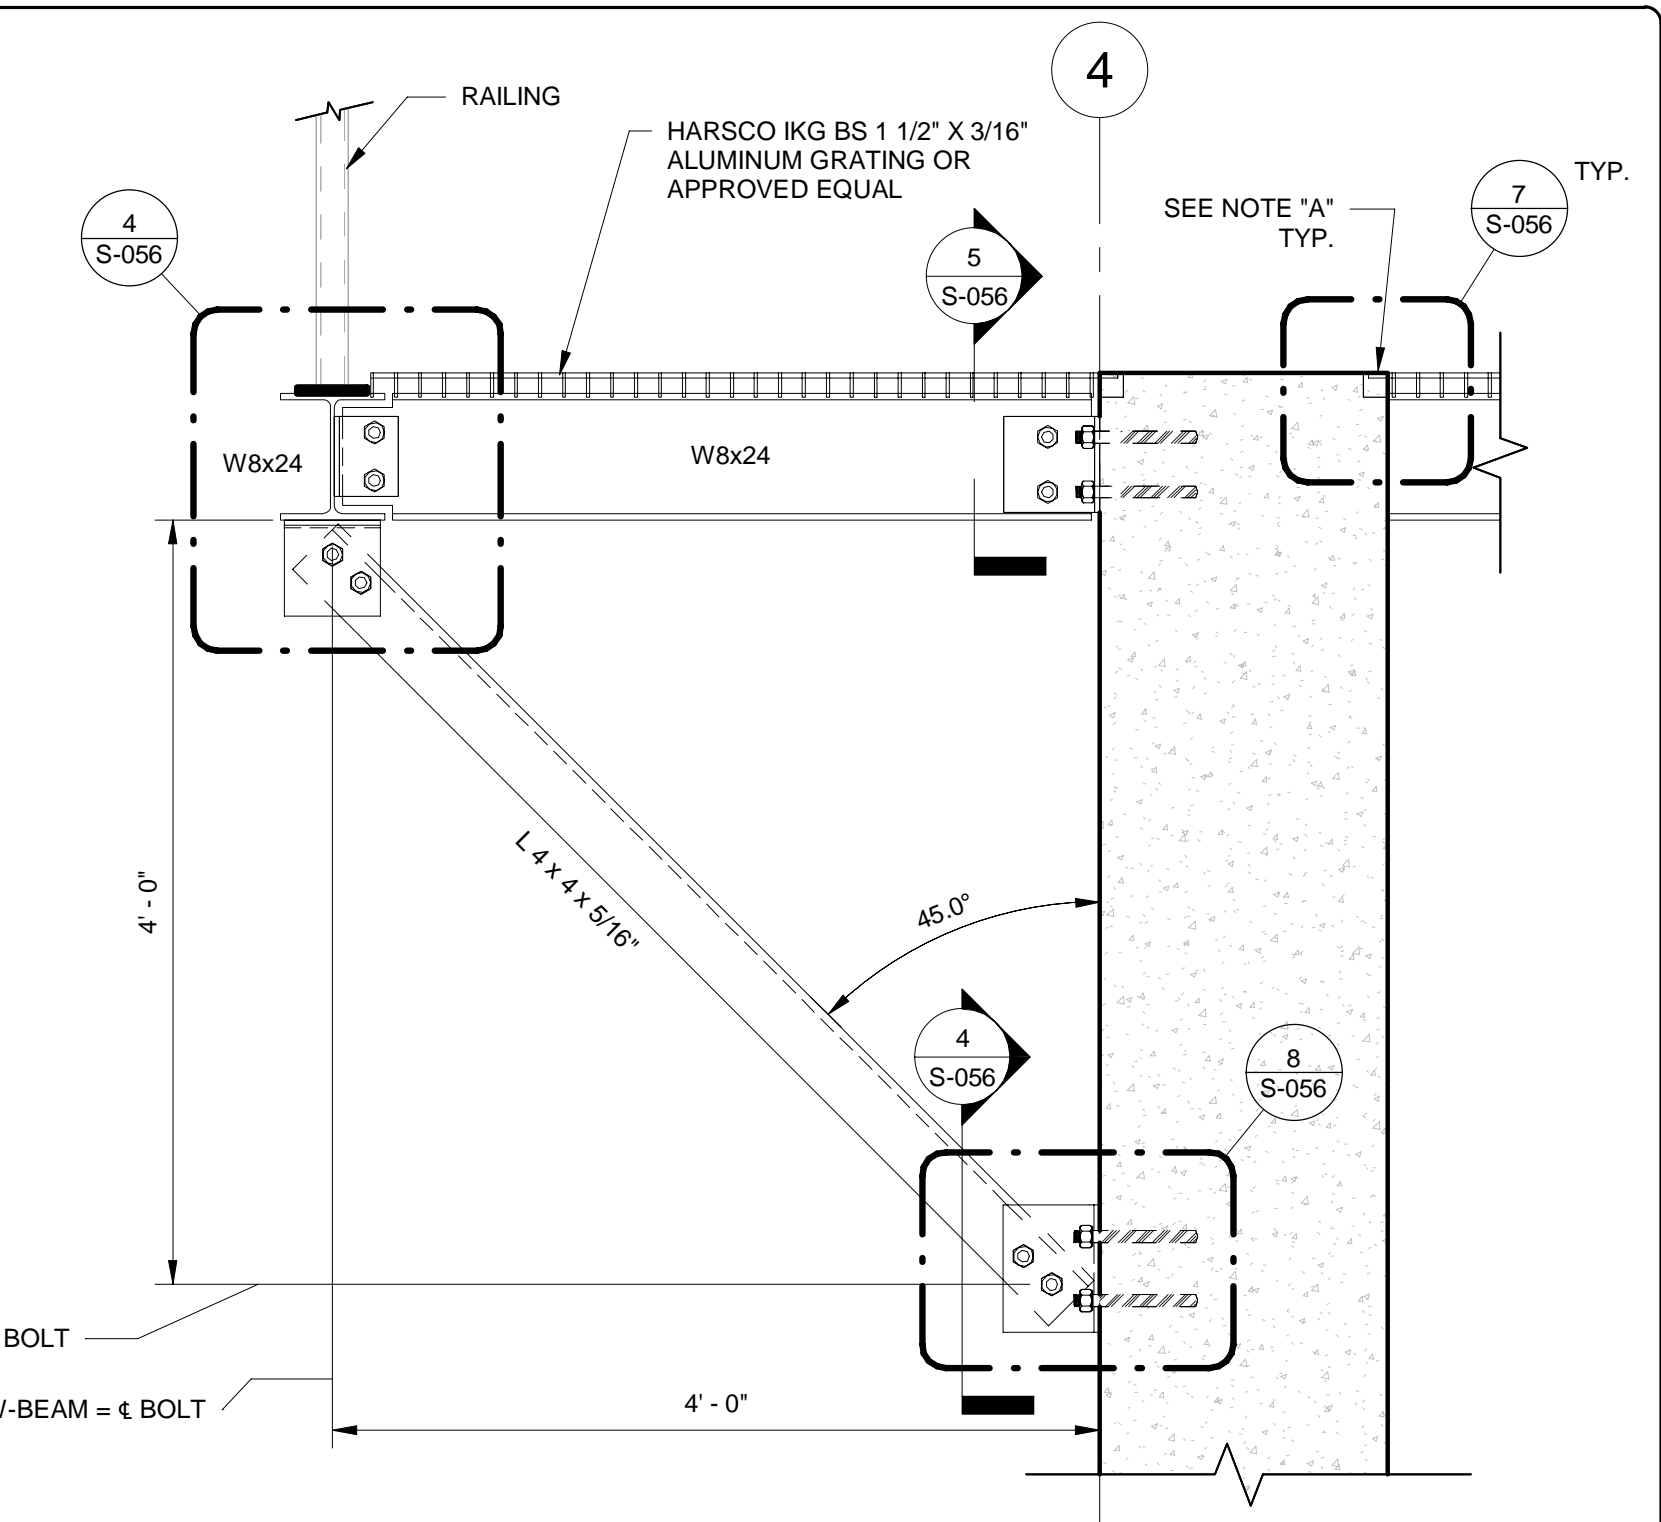 4
RAILING
HARSCO IKG BS 1 1/2" X 3/16"
ALUMINUM GRATING OR
APPROVED EQUAL
TYP.
7
S-056
SEE NOTE "A"
TYP.
4
S-056
5
S-056
W8x24
W8x24
4' - 0"
L 4 x 4 x 5/16"
45.0°
4
S-056
8
S-056
BOLT
-BEAM = ℄ BOLT
4' - 0"